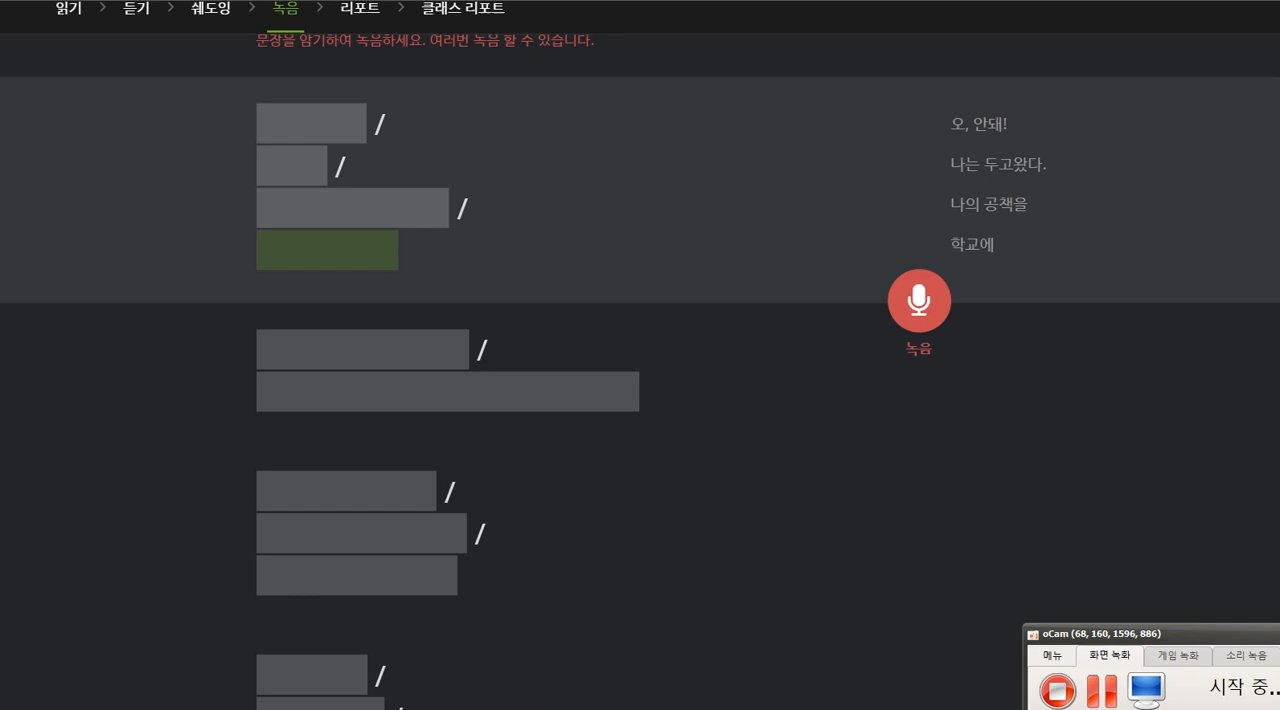 읽기 > 듣기 > 쉐도잉 > 녹음 > 리포트 > 클래스 리포트
문장을 암기하여 녹음하세요. 여러번 녹음 할 수 있습니다.
/
오, 안돼!
/
나는 두고왔다.
/
나의 공책을
학교에
녹음
/
/
/
/
oCam (68, 160, 1596, 886)
메뉴 화면 녹화 게임 녹화 소리 녹음
시작 중..